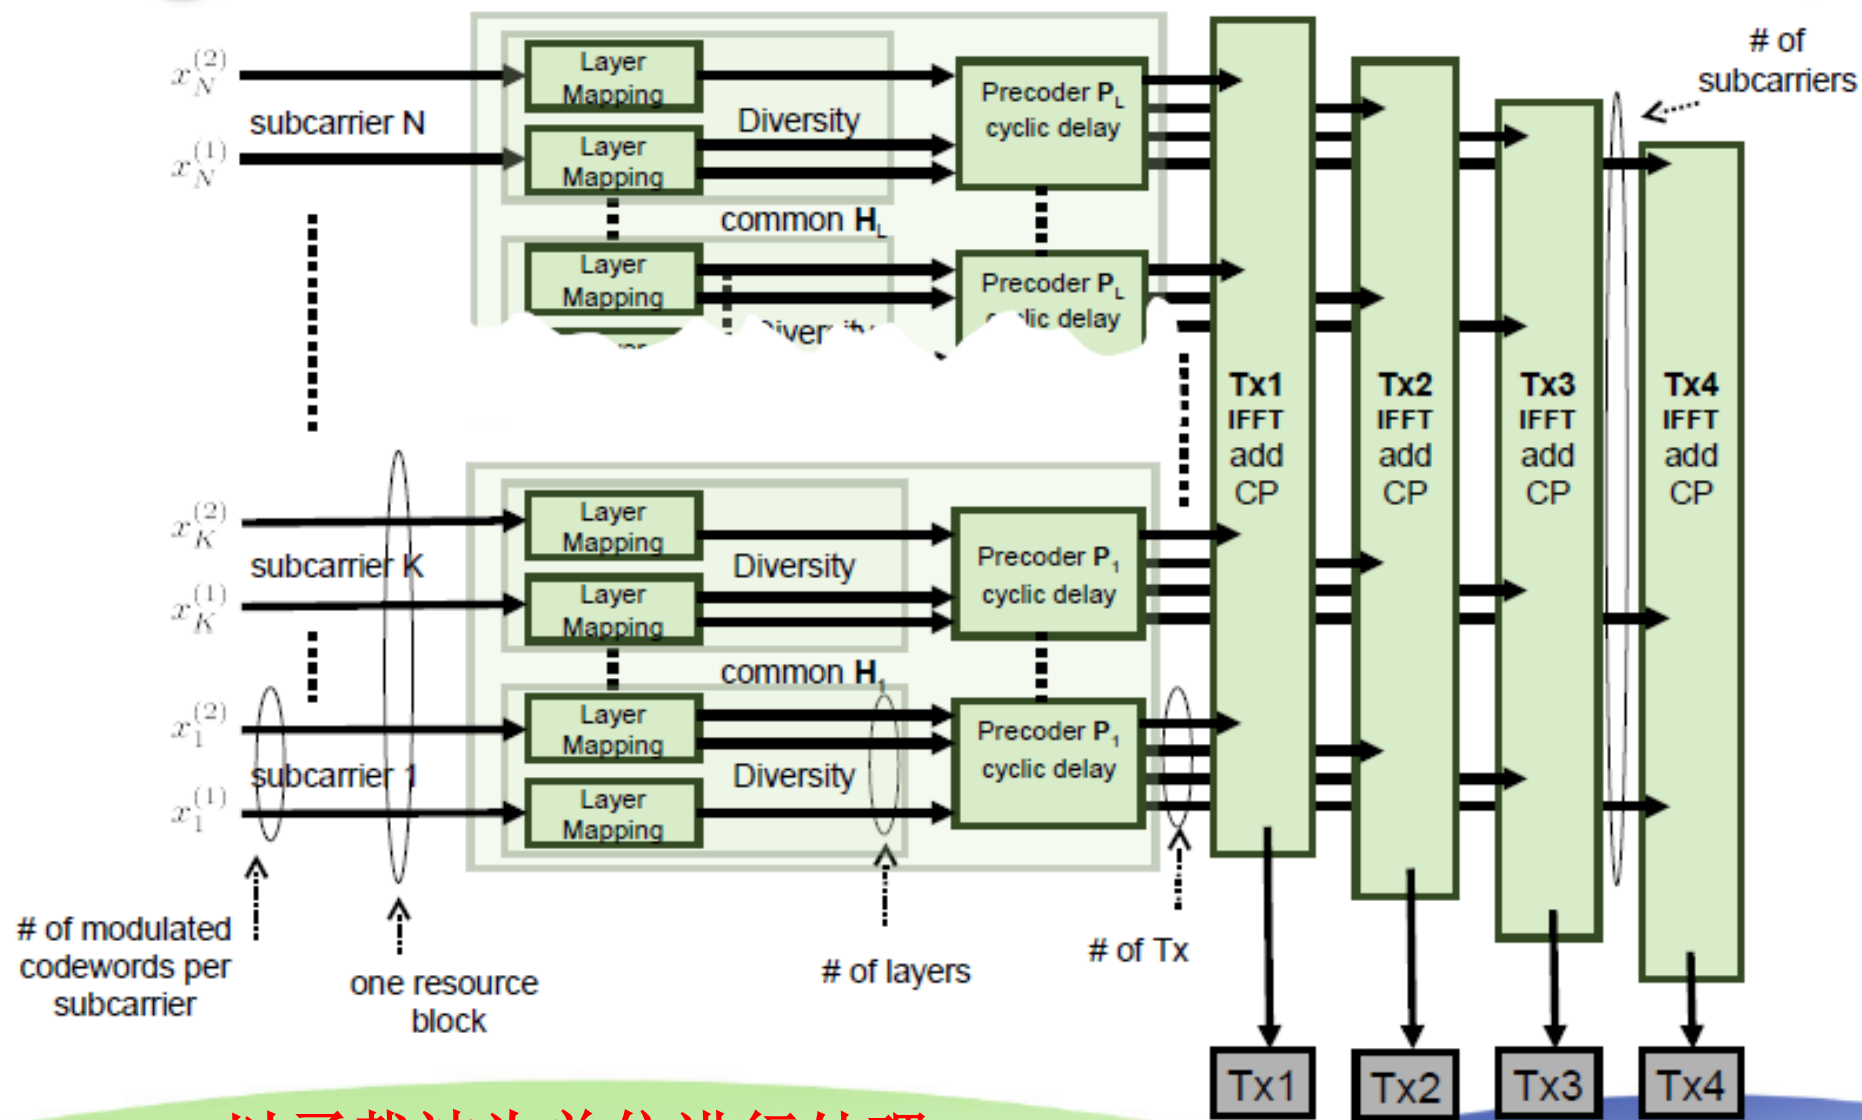 # of
subcarriers
x_N^{(2)}
subcarrier N
x_N^{(1)}
Layer
Mapping
Diversity
Layer
Mapping
Precoder P_L
cyclic delay
common H_L
Layer
Mapping
Diversity
Precoder P_L
cyclic delay
Tx1
IFFT
add
CP
Tx2
IFFT
add
CP
Tx3
IFFT
add
CP
Tx4
IFFT
add
CP
x_K^{(2)}
subcarrier K
x_K^{(1)}
Layer
Mapping
Diversity
Layer
Mapping
Precoder P_1
cyclic delay
common H_1
x_1^{(2)}
subcarrier 1
x_1^{(1)}
Layer
Mapping
Diversity
Layer
Mapping
Precoder P_1
cyclic delay
# of modulated
codewords per
subcarrier
one resource
block
# of layers
# of Tx
Tx1
Tx2
Tx3
Tx4